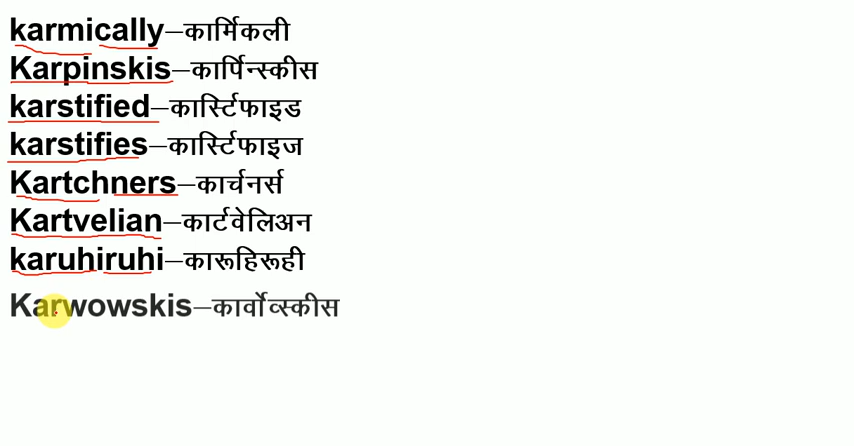 karmically–कार्मिकली
Karpinskis–कार्पिन्स्कीस
karstified–कार्स्टिफाइड
karstifies–कार्स्टिफाइज
Kartchners–कार्चनर्स
Kartvelian–कार्टवेलिअन
karuhiruhi–कारूहिरूही
Karwowskis–कार्वोव्स्कीस